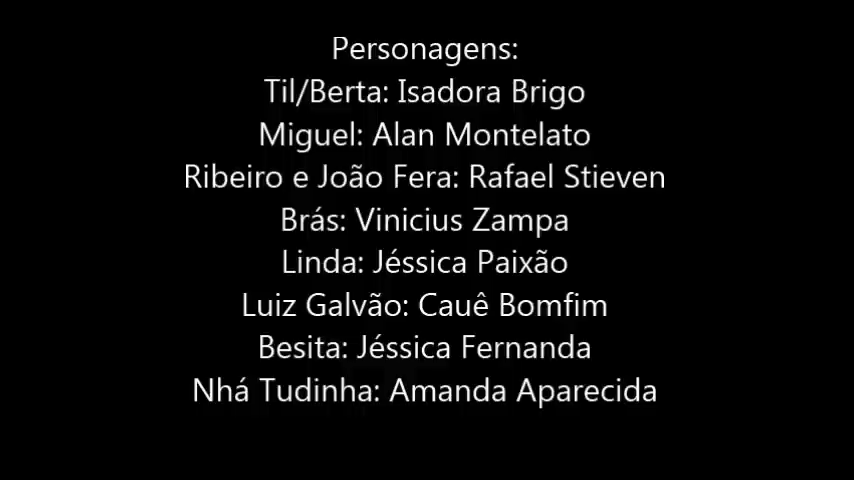 Personagens:
Til/Berta: Isadora Brigo
Miguel: Alan Montelato
Ribeiro e João Fera: Rafael Stieven
Brás: Vinicius Zampa
Linda: Jéssica Paixão
Luiz Galvão: Cauê Bomfim
Besita: Jéssica Fernanda
Nhá Tudinha: Amanda Aparecida